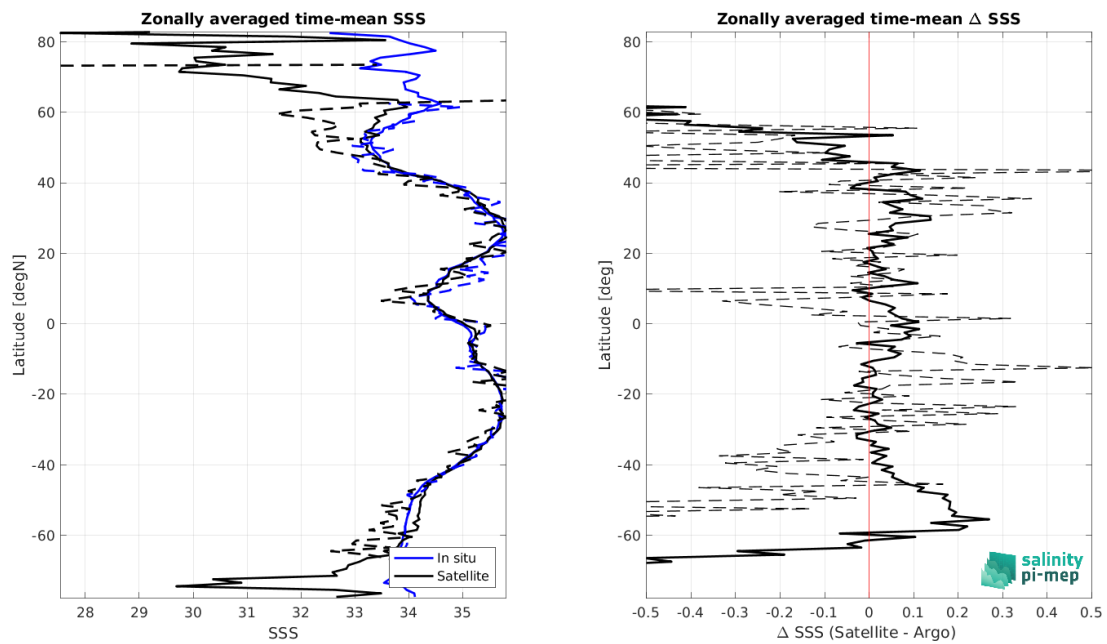 Zonally averaged time-mean SSS
80
60
40
20
0
-20
-40
-60
Latitude [degN]
In situ
Satellite
28 29 30 31 32 33 34 35
SSS
Zonally averaged time-mean Δ SSS
80
60
40
20
0
-20
-40
-60
Latitude [deg]
salinity
pi-mep
-0.5 -0.4 -0.3 -0.2 -0.1 0 0.1 0.2 0.3 0.4 0.5
Δ SSS (Satellite - Argo)